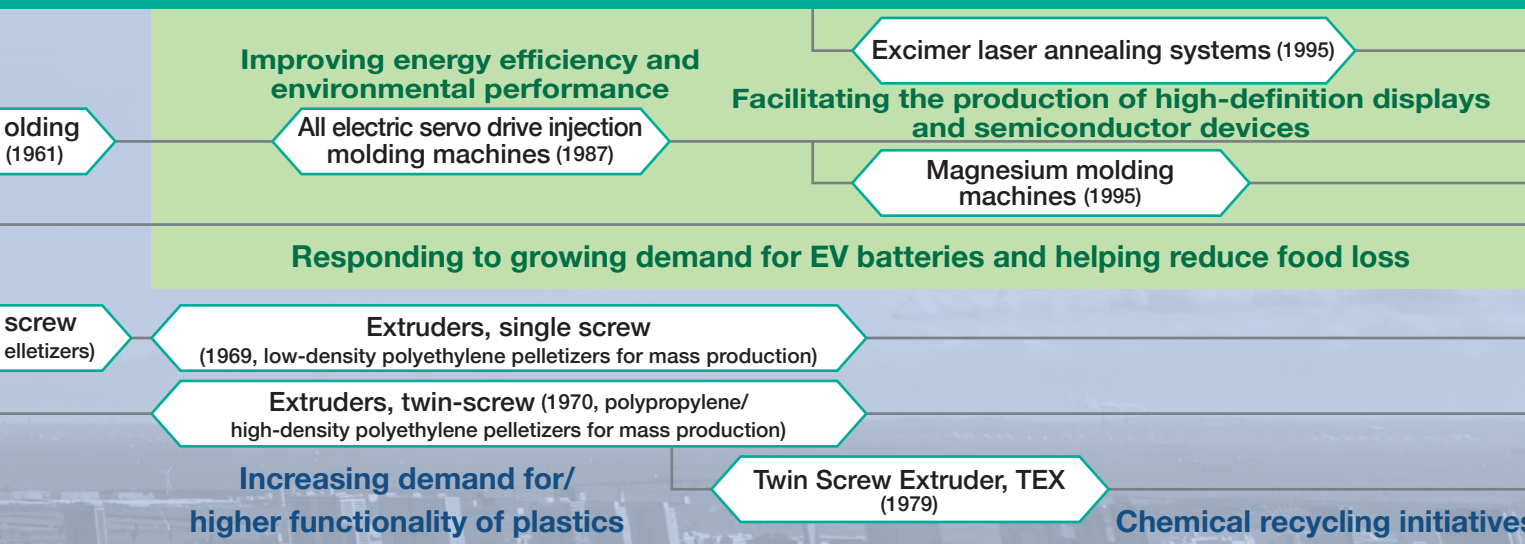 Excimer laser annealing systems (1995)
Improving energy efficiency and
environmental performance
Facilitating the production of high-definition displays
and semiconductor devices
olding
(1961)
All electric servo drive injection
molding machines (1987)
Magnesium molding
machines (1995)
Responding to growing demand for EV batteries and helping reduce food loss
screw
elletizers)
Extruders, single screw
(1969, low-density polyethylene pelletizers for mass production)
Extruders, twin-screw (1970, polypropylene/
high-density polyethylene pelletizers for mass production)
Increasing demand for/
higher functionality of plastics
Twin Screw Extruder, TEX
(1979)
Chemical recycling initiatives